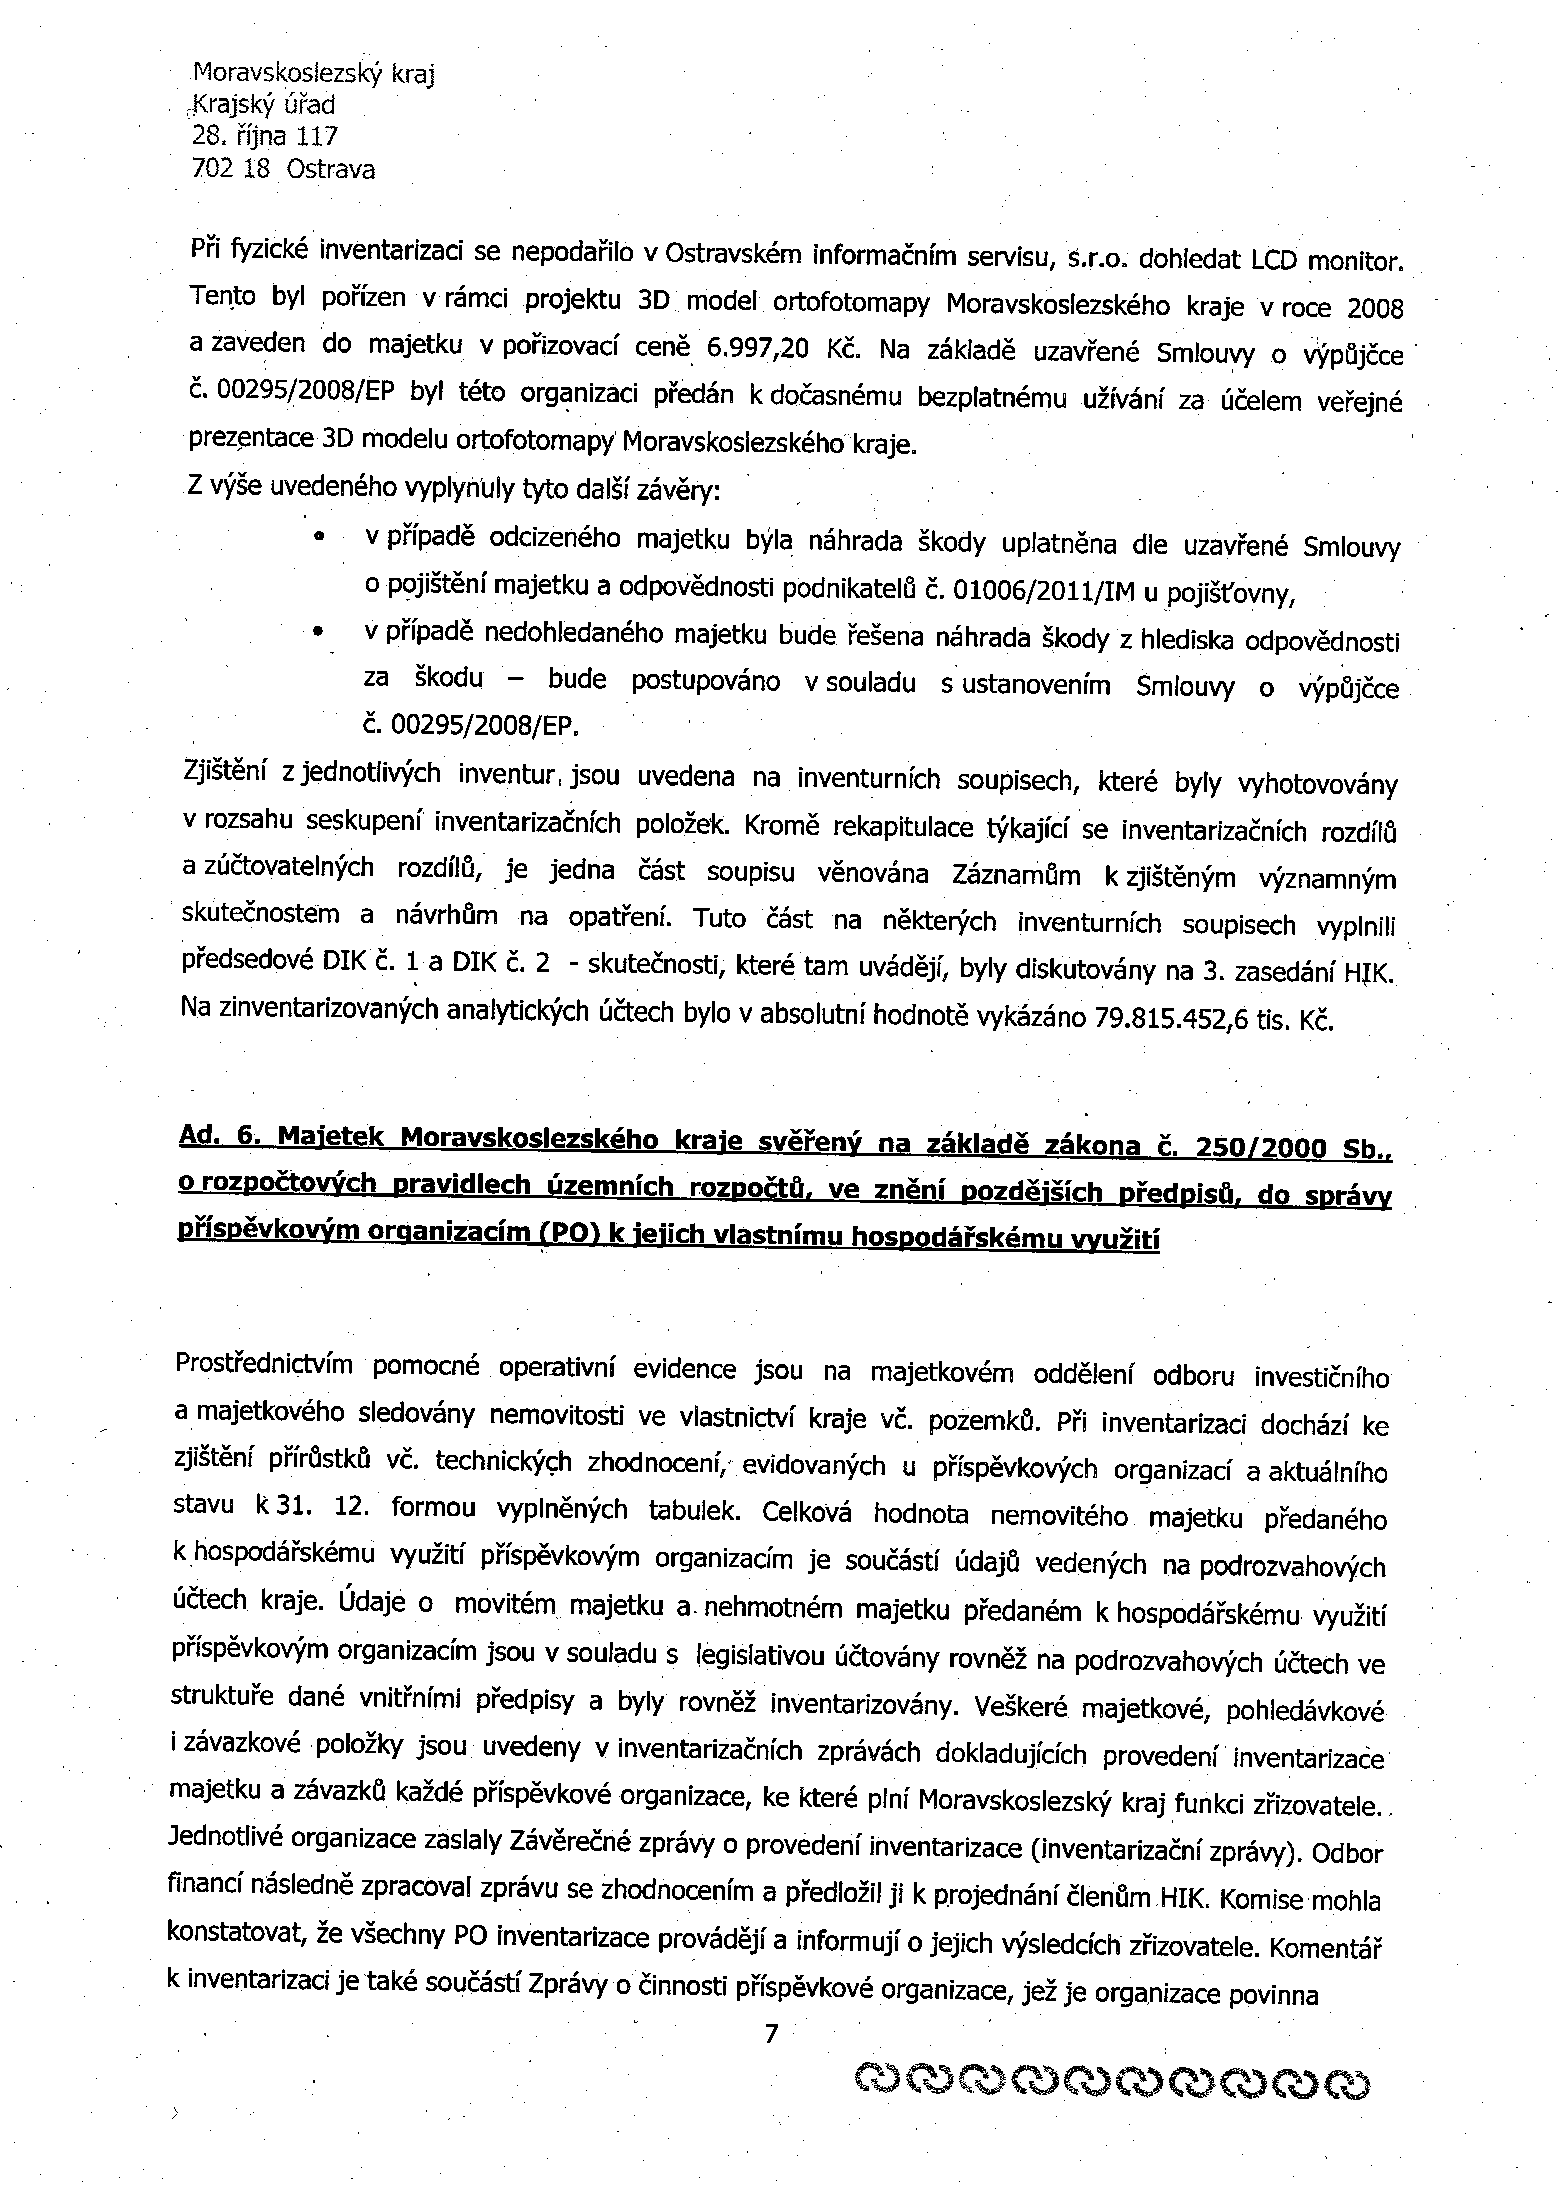 Moravskoslezský kraj
Krajský úřad
28. října 117
702 18 Ostrava
Při fyzické inventarizaci se nepodařilo v Ostravském informačním servisu, s.r.o. dohledat LCD monitor.
Tento byl pořízen v rámci projektu 3D model ortofotomapy Moravskoslezského kraje v roce 2008
a zaveden do majetku v pořizovací ceně 6.997,20 Kč. Na základě uzavřené Smlouvy o výpůjčce
č. 00295/2008/EP byl této organizaci předán k dočasnému bezplatnému užívání za účelem veřejné
prezentace 3D modelu ortofotomapy Moravskoslezského kraje.
Z výše uvedeného vyplynuly tyto další závěry:
• v případě odcizeného majetku byla náhrada škody uplatněna dle uzavřené Smlouvy
o pojištění majetku a odpovědnosti podnikatelů č. 01006/2011/IM u pojišťovny,
• v případě nedohledaného majetku bude řešena náhrada škody z hlediska odpovědnosti
za škodu – bude postupováno v souladu s ustanovením Smlouvy o výpůjčce
č. 00295/2008/EP.
Zjištění z jednotlivých inventur, jsou uvedena na inventurních soupisech, které byly vyhotovovány
v rozsahu seskupení inventarizačních položek. Kromě rekapitulace týkající se inventarizačních rozdílů
a zúčtovatelných rozdílů, je jedna část soupisu věnována Záznamům k zjištěným významným
skutečnostem a návrhům na opatření. Tuto část na některých inventurních soupisech vyplnili
předsedové DIK č. 1 a DIK č. 2 - skutečnosti, které tam uvádějí, byly diskutovány na 3. zasedání HIK.
Na zinventarizovaných analytických účtech bylo v absolutní hodnotě vykázáno 79.815.452,6 tis. Kč.
Ad. 6. Majetek Moravskoslezského kraje svěřený na základě zákona č. 250/2000 Sb.,
o rozpočtových pravidlech územních rozpočtů, ve znění pozdějších předpisů, do správy
příspěvkovým organizacím (PO) k jejich vlastnímu hospodářskému využití
Prostřednictvím pomocné operativní evidence jsou na majetkovém oddělení odboru investičního
a majetkového sledovány nemovitosti ve vlastnictví kraje vč. pozemků. Při inventarizaci dochází ke
zjištění přírůstků vč. technických zhodnocení, evidovaných u příspěvkových organizací a aktuálního
stavu k 31. 12. formou vyplněných tabulek. Celková hodnota nemovitého majetku předaného
k hospodářskému využití příspěvkovým organizacím je součástí údajů vedených na podrozvahových
účtech kraje. Údaje o movitém majetku a nehmotném majetku předaném k hospodářskému využití
příspěvkovým organizacím jsou v souladu s legislativou účtovány rovněž na podrozvahových účtech ve
struktuře dané vnitřními předpisy a byly rovněž inventarizovány. Veškeré majetkové, pohledávkové
i závazkové položky jsou uvedeny v inventarizačních zprávách dokladujících provedení inventarizace
majetku a závazků každé příspěvkové organizace, ke které plní Moravskoslezský kraj funkci zřizovatele.
Jednotlivé organizace zaslaly Závěrečné zprávy o provedení inventarizace (inventarizační zprávy). Odbor
financí následně zpracoval zprávu se zhodnocením a předložil ji k projednání členům HIK. Komise mohla
konstatovat, že všechny PO inventarizace provádějí a informují o jejich výsledcích zřizovatele. Komentář
k inventarizaci je také součástí Zprávy o činnosti příspěvkové organizace, jež je organizace povinna
7